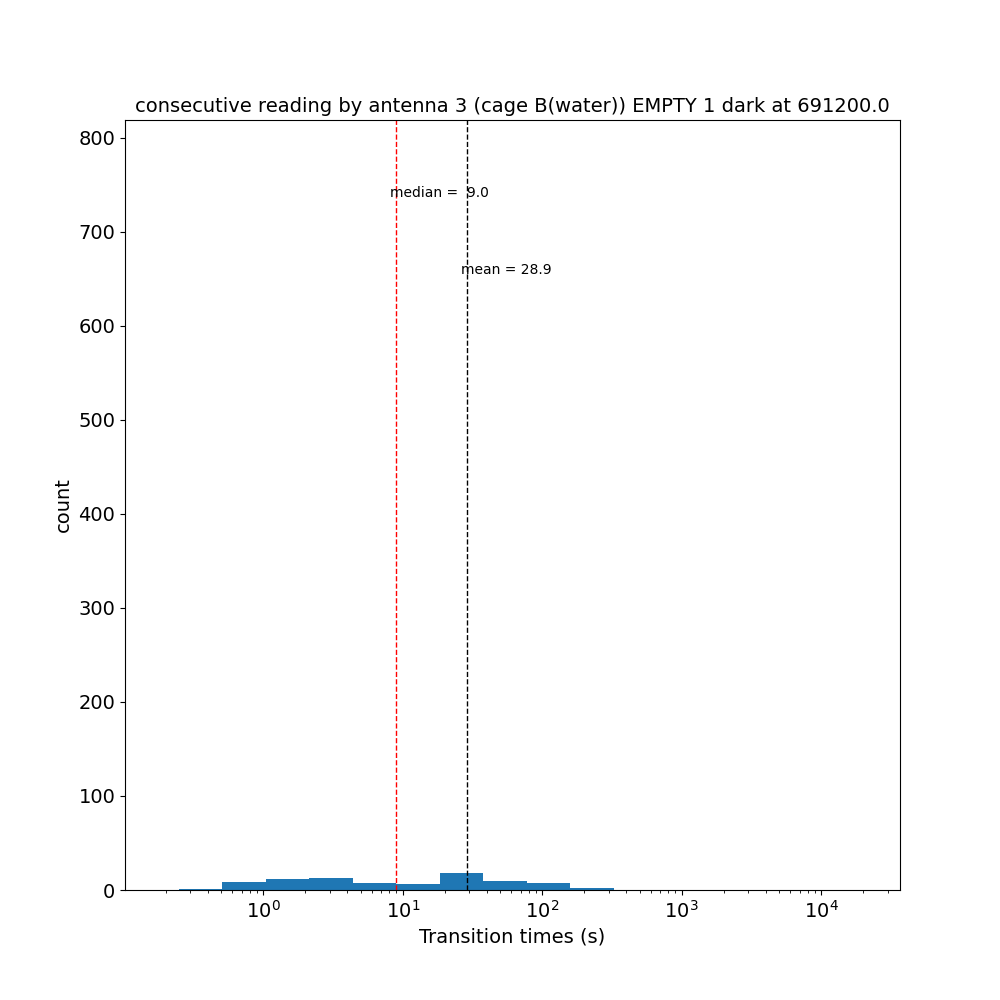 consecutive reading by antenna 3 (cage B(water)) EMPTY 1 dark at 691200.0
800
median =  9.0
700
mean = 28.9
600
500
count
400
300
200
100
0
10^0 10^1 10^2 10^3 10^4
Transition times (s)